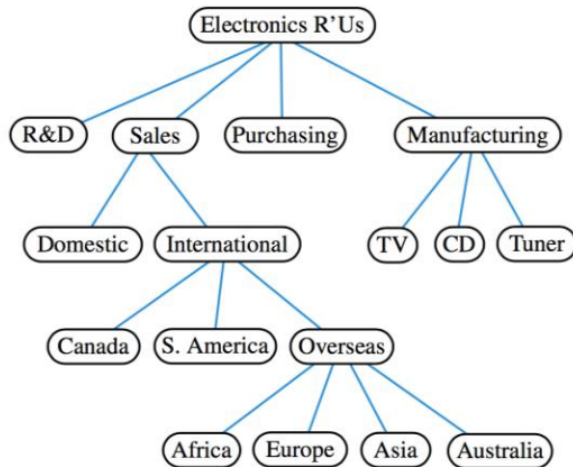 Electronics R'Us
R&D Sales Purchasing Manufacturing
Domestic International TV CD Tuner
Canada S. America Overseas
Africa Europe Asia Australia